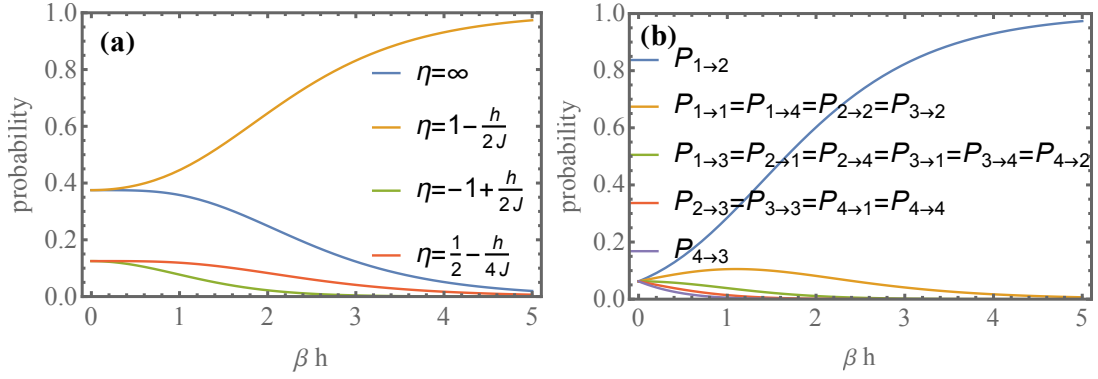 (a)
probability
1.0
0.8
0.6
0.4
0.2
0.0
η=∞
η=1-h/2J
η=-1+h/2J
η=1/2-h/4J
0 1 2 3 4 5
β h
(b)
probability
1.0
0.8
0.6
0.4
0.2
0.0
P1→2
P1→1=P1→4=P2→2=P3→2
P1→3=P2→1=P2→4=P3→1=P3→4=P4→2
P2→3=P3→3=P4→1=P4→4
P4→3
0 1 2 3 4 5
β h